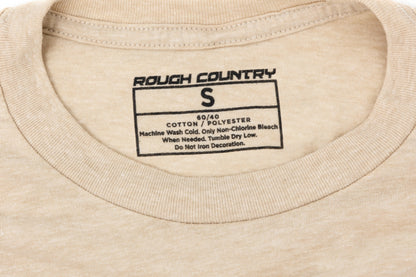 ROUGH COUNTRY
S
60/40
COTTON / POLYESTER
Machine Wash Cold. Only Non-Chlorine Bleach
When Needed. Tumble Dry Low.
Do Not Iron Decoration.